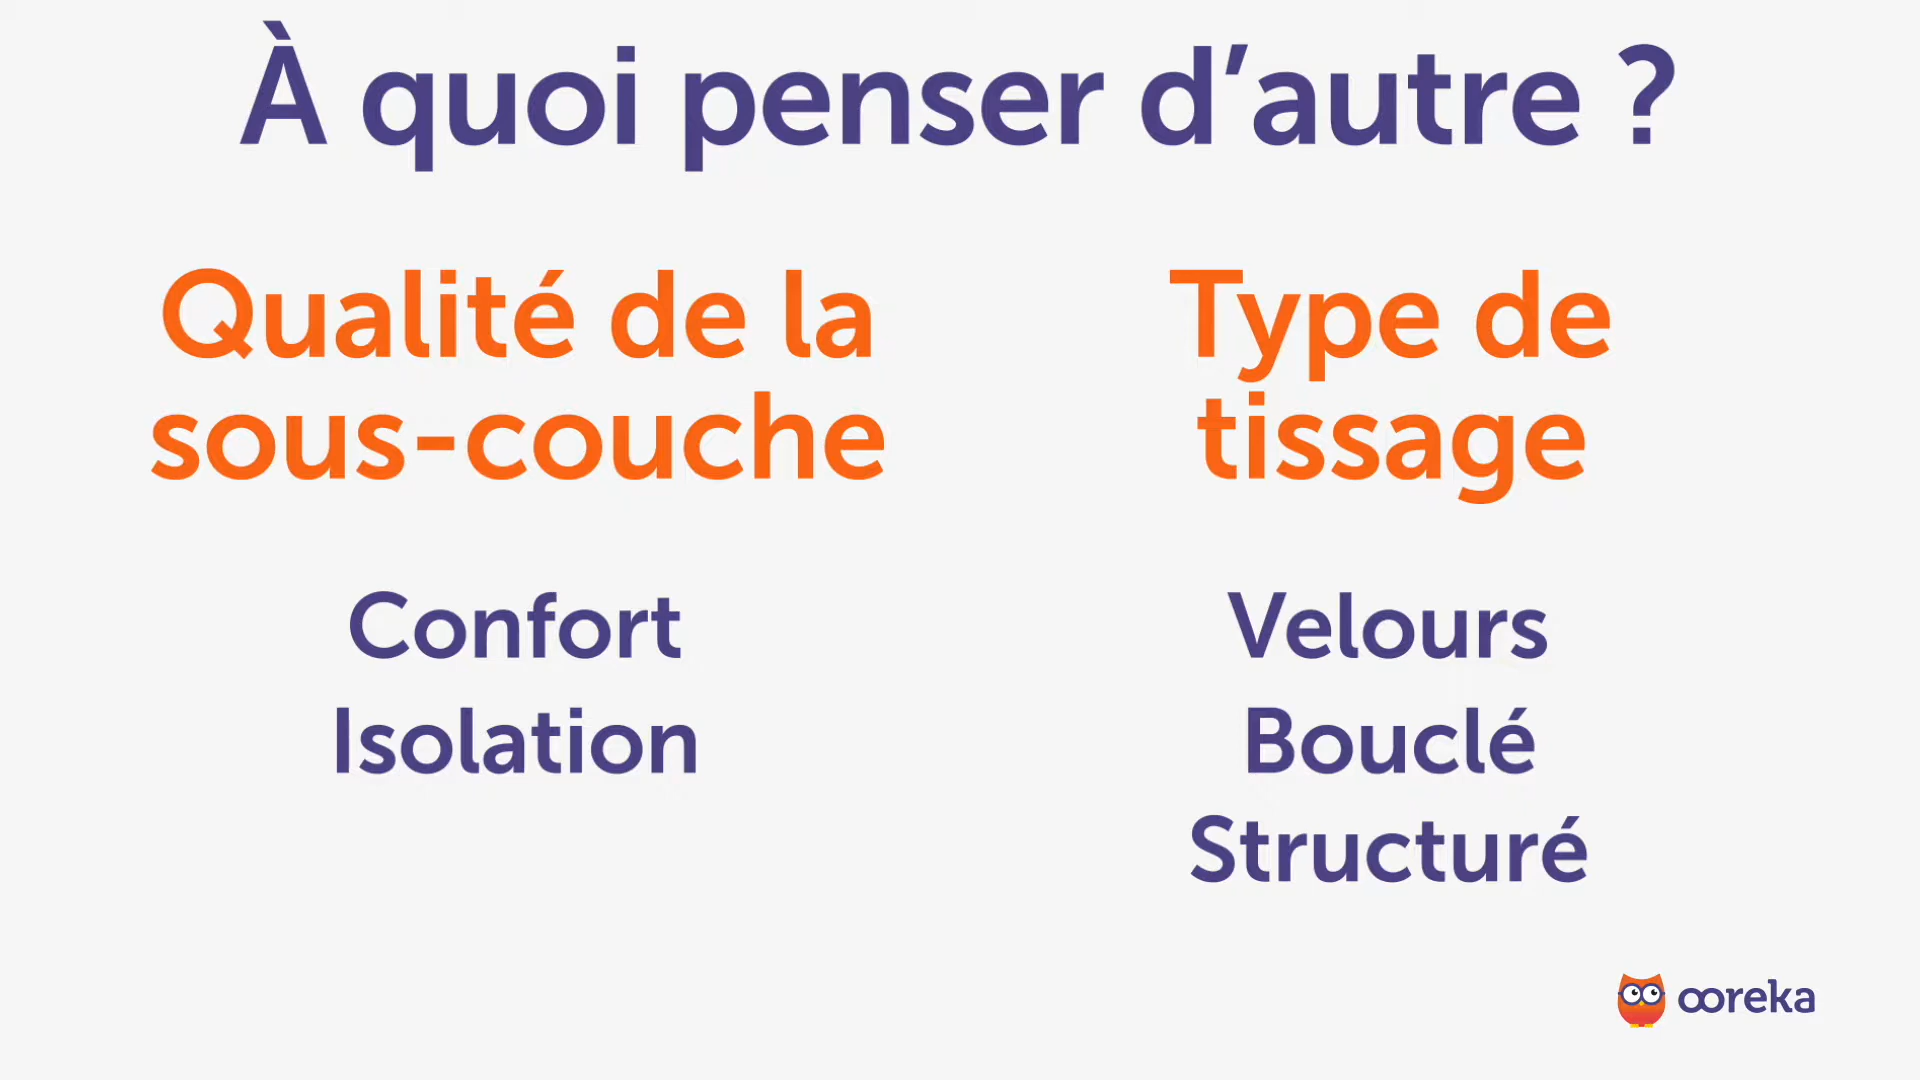 À quoi penser d’autre ?
Qualité de la
sous-couche
Confort
Isolation
Type de
tissage
Velours
Bouclé
Structuré
ooreka